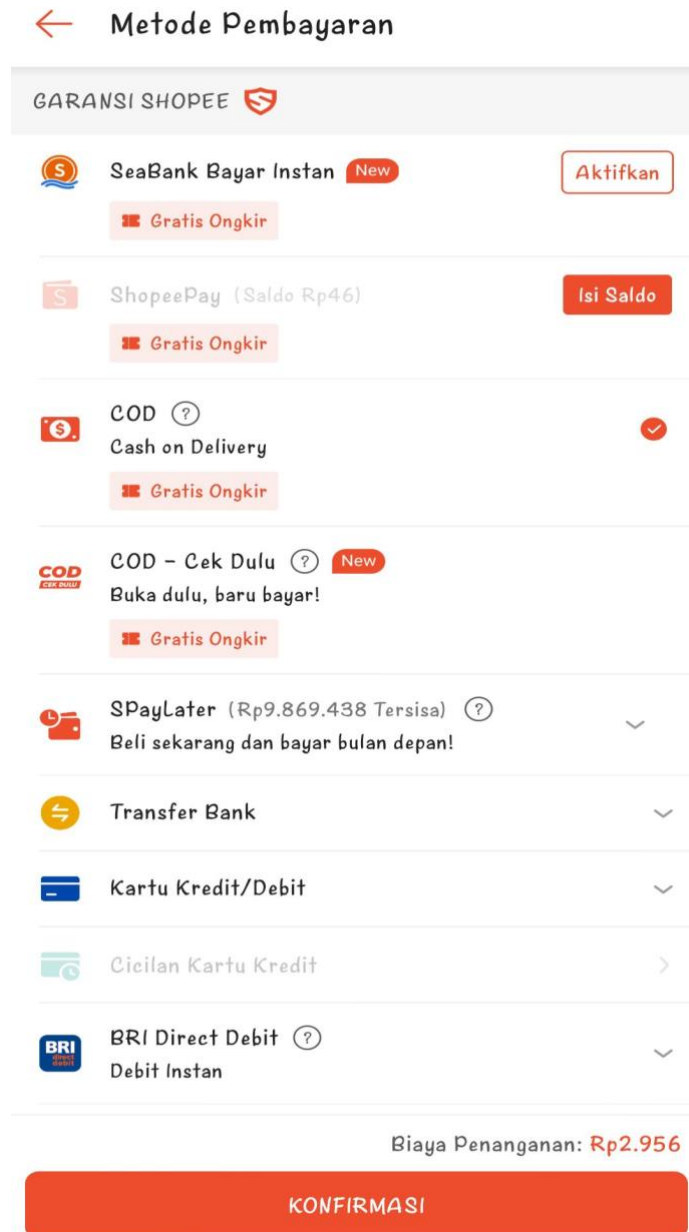 Metode Pembayaran
GARANSI SHOPEE
SeaBank Bayar Instan New
Aktifkan
Gratis Ongkir
ShopeePay (Saldo Rp46)
Isi Saldo
Gratis Ongkir
COD ?
Cash on Delivery
Gratis Ongkir
COD CEK DULU
COD - Cek Dulu ? New
Buka dulu, baru bayar!
Gratis Ongkir
SPayLater (Rp9.869.438 Tersisa) ?
Beli sekarang dan bayar bulan depan!
Transfer Bank
Kartu Kredit/Debit
Cicilan Kartu Kredit
BRI direct debit
BRI Direct Debit ?
Debit Instan
Biaya Penanganan: Rp2.956
KONFIRMASI